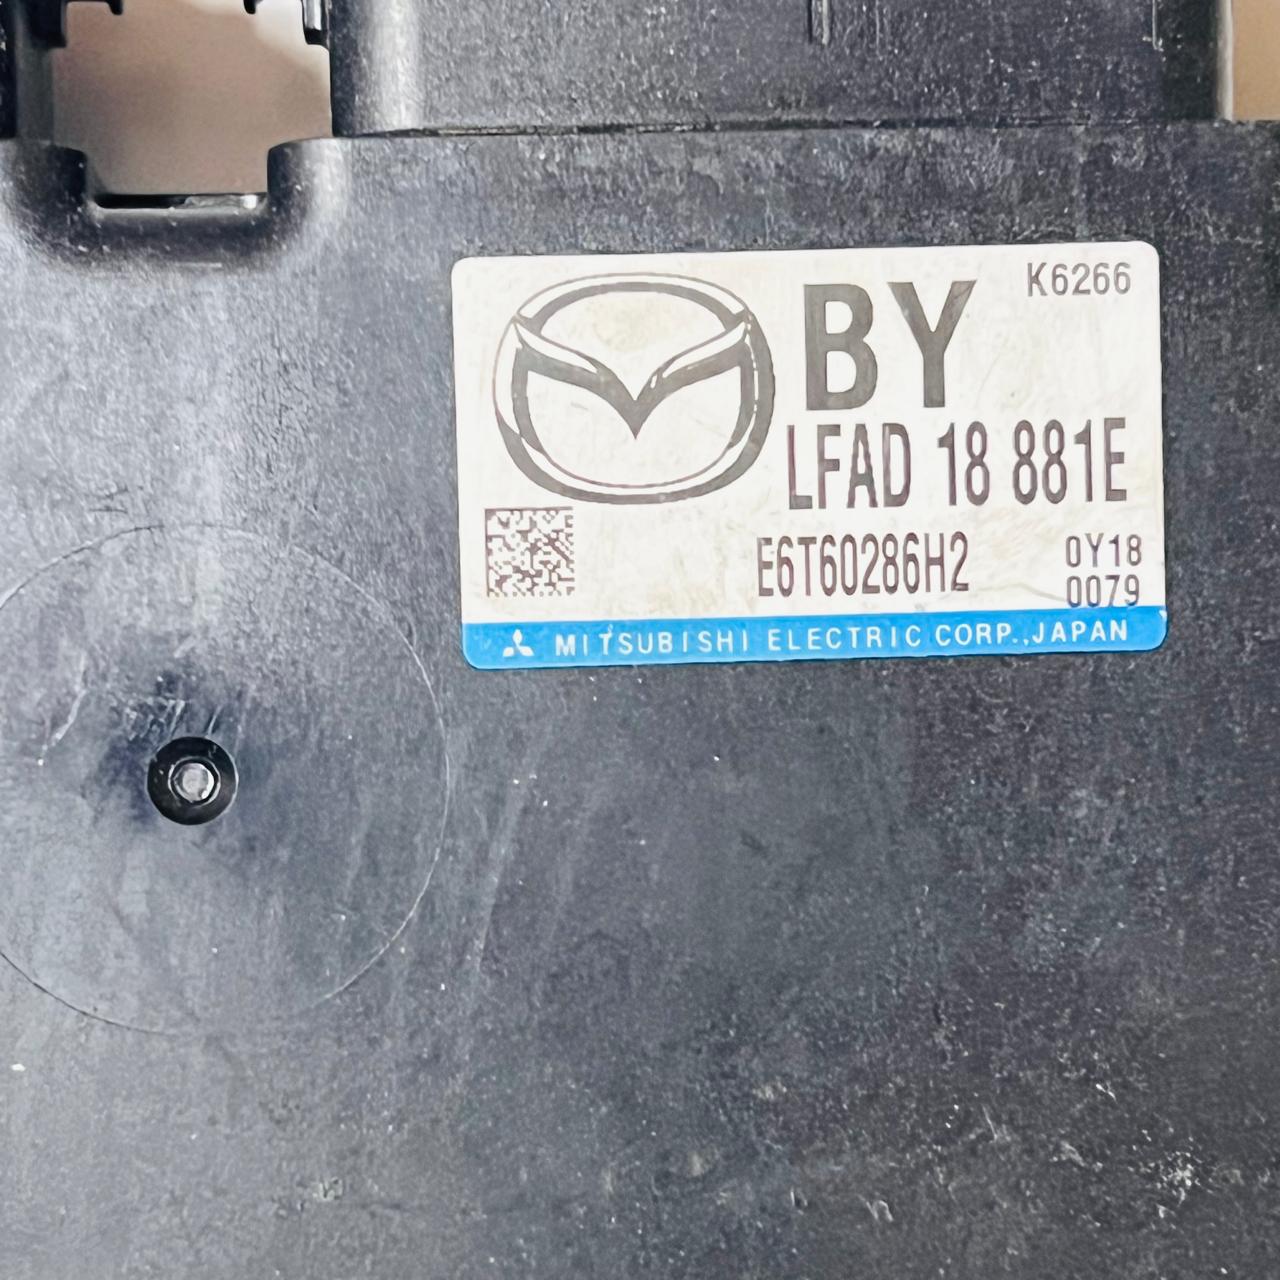 K6266
BY
LFAD 18 881E
E6T60286H2
0Y18
0079
MITSUBISHI ELECTRIC CORP.,JAPAN